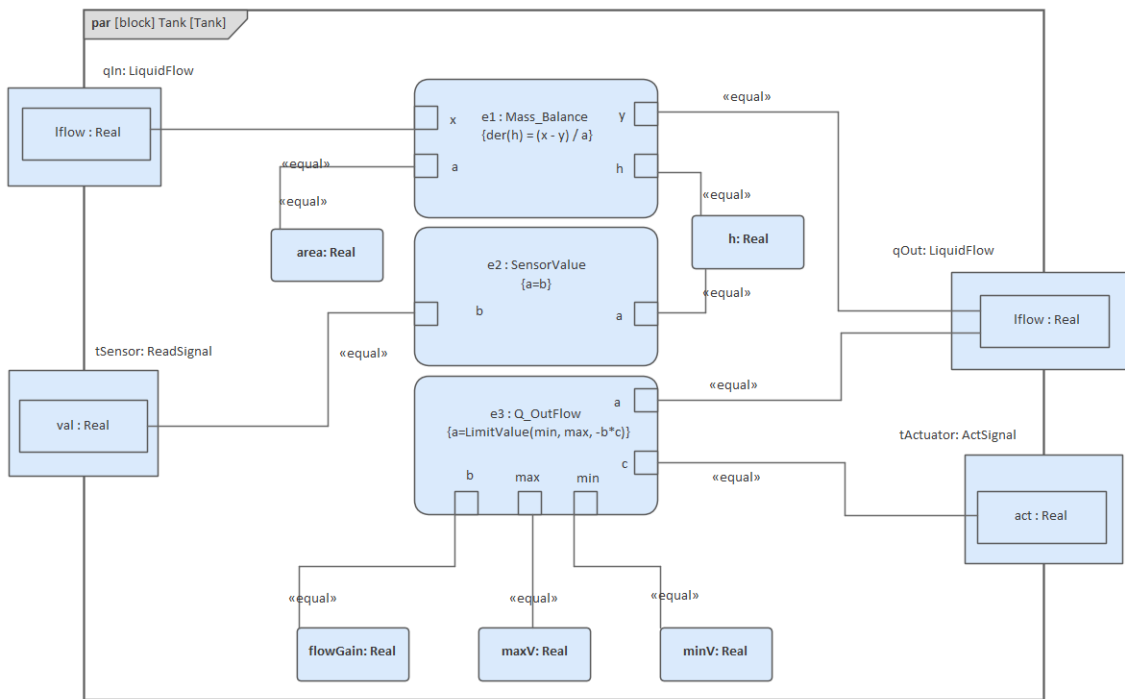 par [block] Tank [Tank]
qIn: LiquidFlow
lflow : Real
x
e1 : Mass_Balance
{der(h) = (x - y) / a}
y
«equal»
«equal»
a
h
«equal»
«equal»
area: Real
h: Real
e2: SensorValue
{a=b}
b
a
«equal»
qOut: LiquidFlow
lflow : Real
tSensor: ReadSignal
«equal»
val : Real
a
«equal»
e3 : Q_OutFlow
{a=LimitValue(min, max, -b*c)}
c
«equal»
tActuator: ActSignal
act : Real
b
max
min
«equal»
«equal»
«equal»
flowGain: Real
maxV: Real
minV: Real